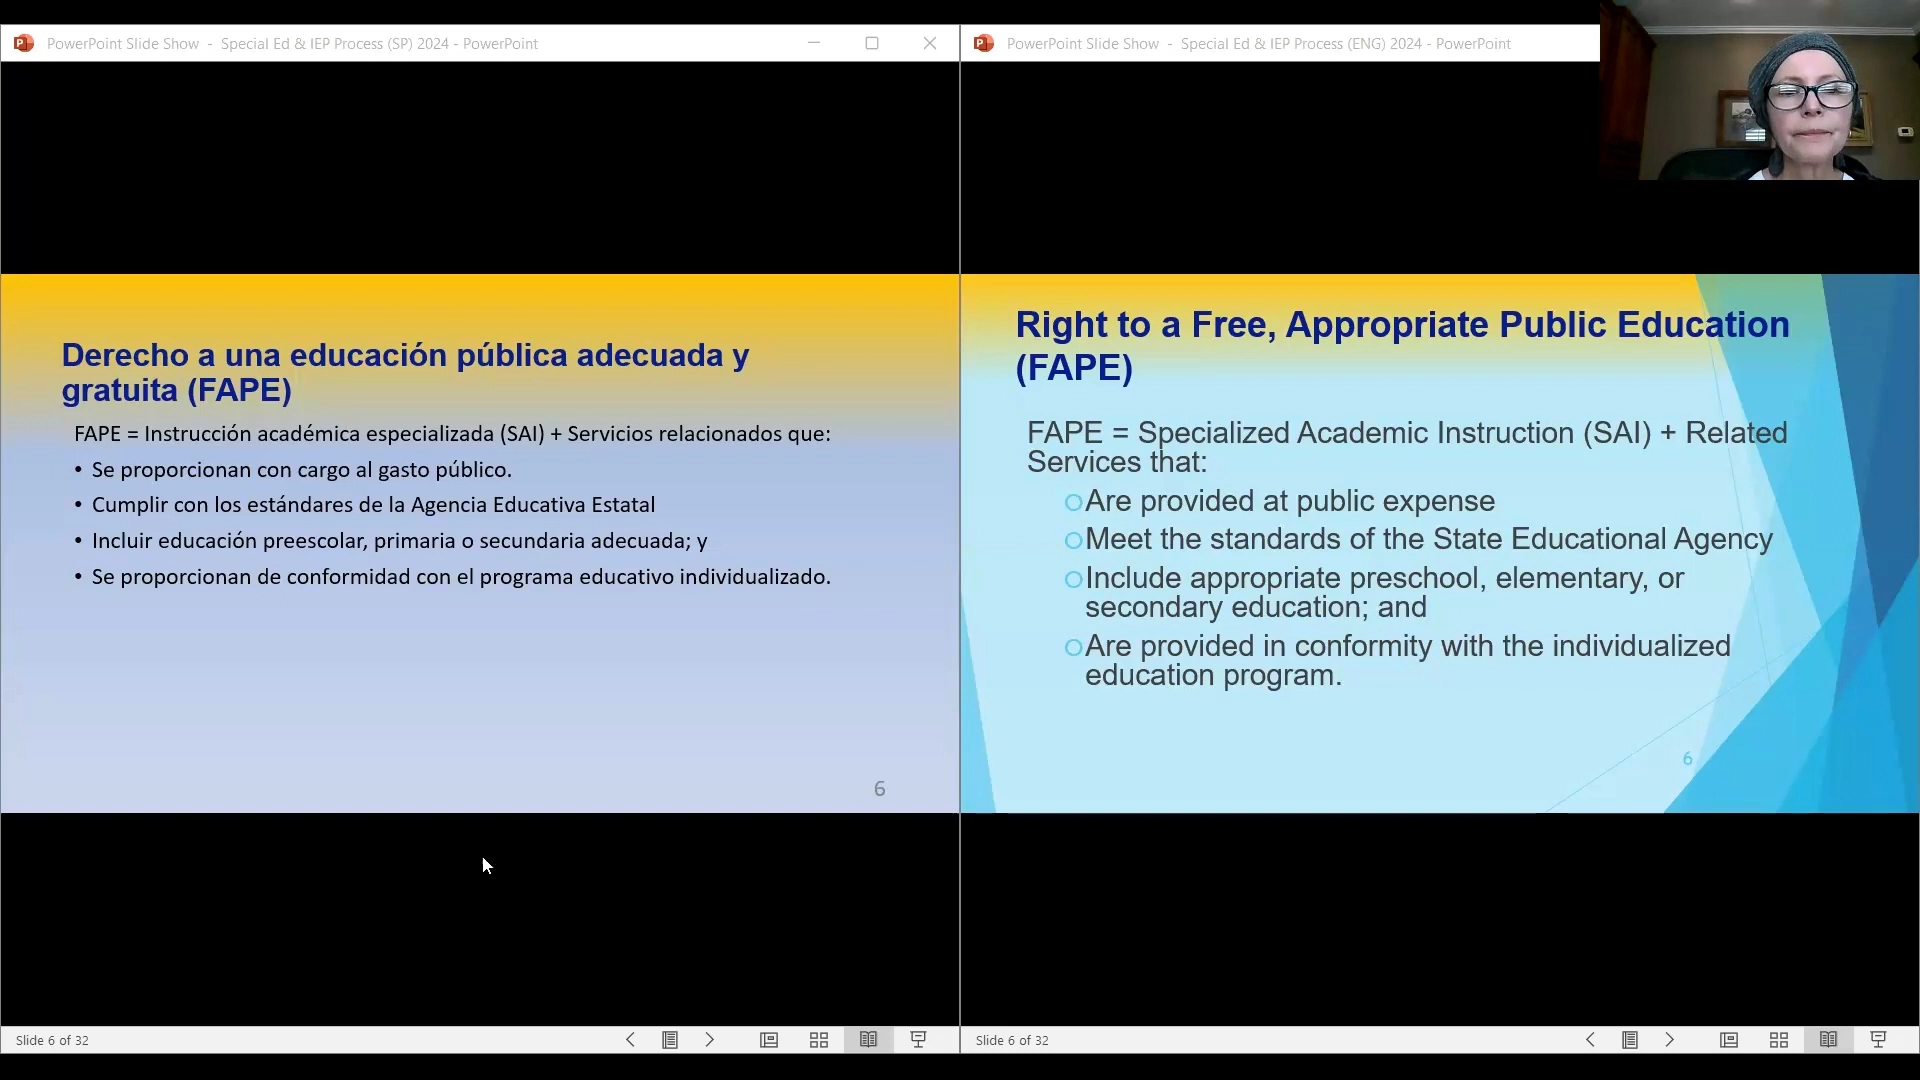 PowerPoint Slide Show - Special Ed & IEP Process (SP) 2024 - PowerPoint
Derecho a una educación pública adecuada y
gratuita (FAPE)
FAPE = Instrucción académica especializada (SAI) + Servicios relacionados que:
• Se proporcionan con cargo al gasto público.
• Cumplir con los estándares de la Agencia Educativa Estatal
• Incluir educación preescolar, primaria o secundaria adecuada; y
• Se proporcionan de conformidad con el programa educativo individualizado.
6
Slide 6 of 32
PowerPoint Slide Show - Special Ed & IEP Process (ENG) 2024 - PowerPoint
Right to a Free, Appropriate Public Education
(FAPE)
FAPE = Specialized Academic Instruction (SAI) + Related
Services that:
○Are provided at public expense
○Meet the standards of the State Educational Agency
○Include appropriate preschool, elementary, or
secondary education; and
○Are provided in conformity with the individualized
education program.
6
Slide 6 of 32